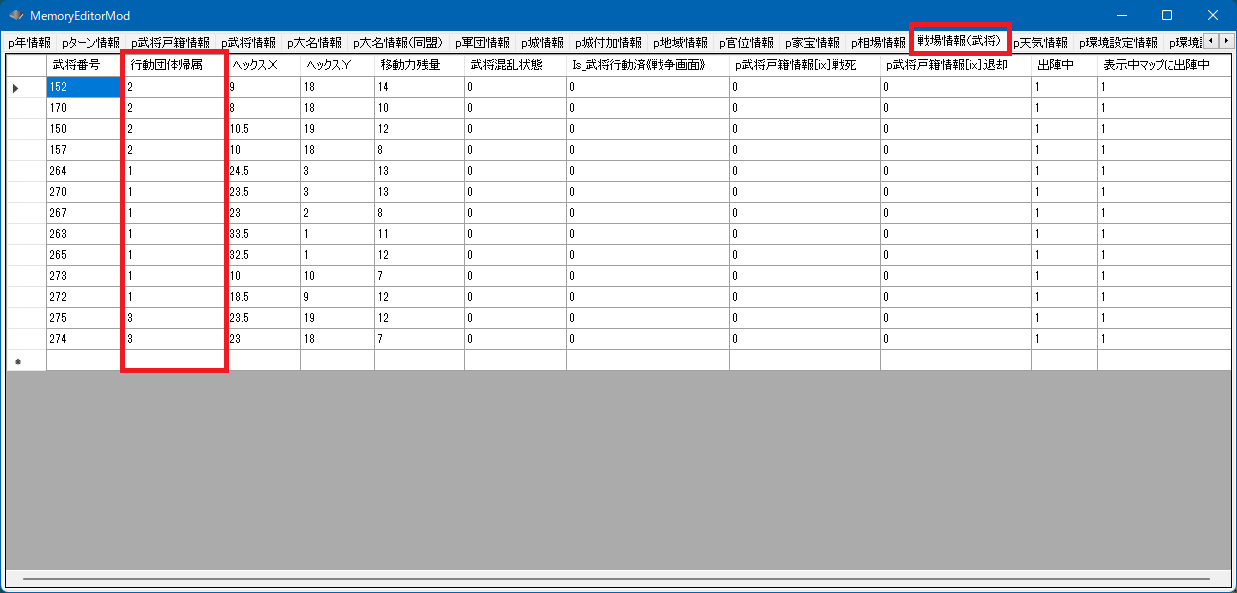 MemoryEditorMod
p年情報 pターン情報 p武将戸籍情報 p武将情報 p大名情報 p大名情報(同盟) p軍団情報 p城情報 p城付加情報 p地域情報 p官位情報 p家宝情報 p相場情報 戦場情報(武将) p天気情報 p環境設定情報 p環境
武将番号 行動団体帰属 ヘックスX ヘックスY 移動力残量 武将混乱状態 Is_武将行動済《戦争画面》 p武将戸籍情報[ix]戦死 p武将戸籍情報[ix]退却 出陣中 表示中マップに出陣中
152 2 9 18 14 0 0 0 0 1 1
170 2 8 18 10 0 0 0 0 1 1
150 2 10.5 19 12 0 0 0 0 1 1
157 2 10 18 8 0 0 0 0 1 1
264 1 24.5 3 13 0 0 0 0 1 1
270 1 23.5 3 13 0 0 0 0 1 1
267 1 23 2 8 0 0 0 0 1 1
263 1 33.5 1 11 0 0 0 0 1 1
265 1 32.5 1 12 0 0 0 0 1 1
273 1 10 10 7 0 0 0 0 1 1
272 1 18.5 9 12 0 0 0 0 1 1
275 3 23.5 19 12 0 0 0 0 1 1
274 3 23 18 7 0 0 0 0 1 1